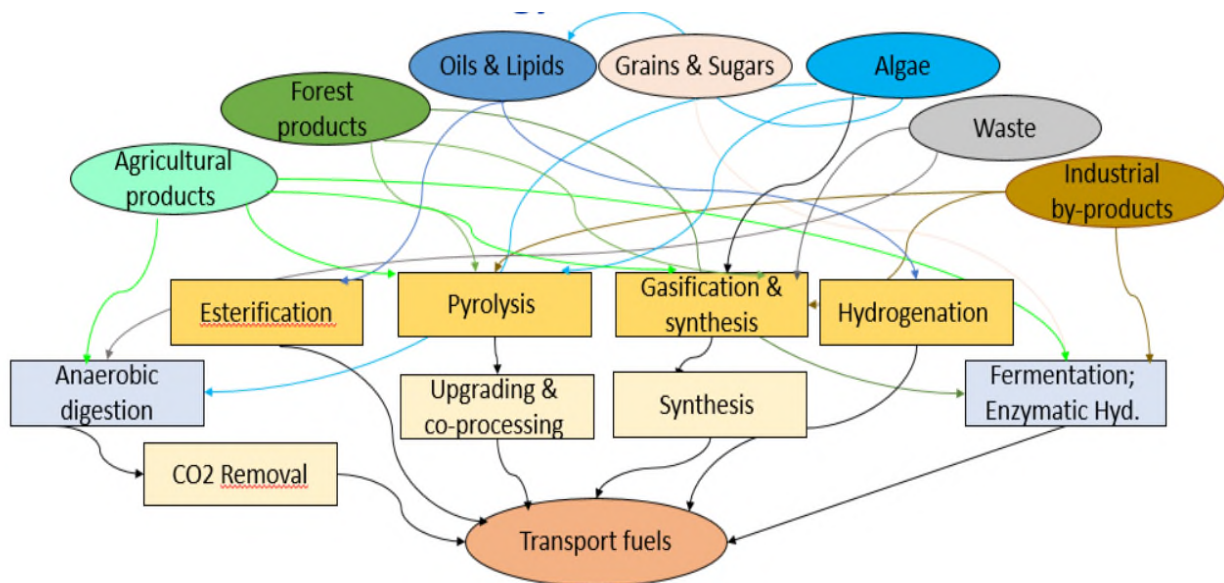 Oils & Lipids
Grains & Sugars
Algae
Forest
products
Waste
Agricultural
products
Industrial
by-products
Esterification
Pyrolysis
Gasification &
synthesis
Hydrogenation
Anaerobic
digestion
Upgrading &
co-processing
Synthesis
Fermentation;
Enzymatic Hyd.
CO2 Removal
Transport fuels